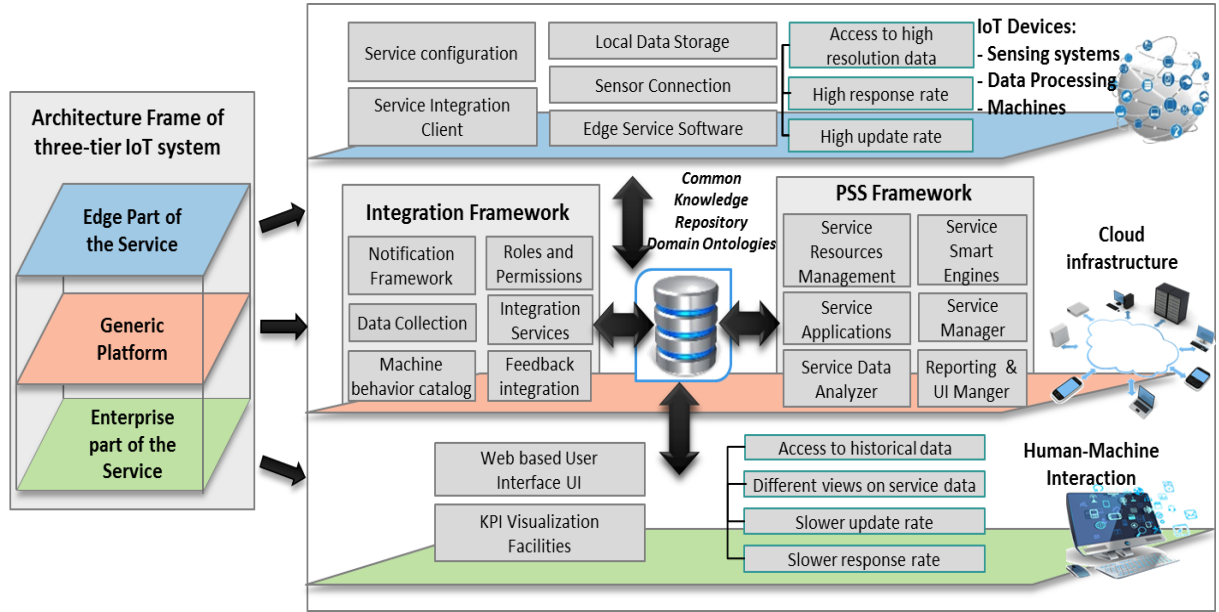 Architecture Frame of
three-tier IoT system
Edge Part of
the Service
Generic
Platform
Enterprise
part of the
Service
Service configuration
Service Integration
Client
Local Data Storage
Sensor Connection
Edge Service Software
Access to high
resolution data
High response rate
High update rate
IoT Devices:
- Sensing systems
- Data Processing
- Machines
Integration Framework
Notification
Framework
Roles and
Permissions
Data Collection
Integration
Services
Machine
behavior catalog
Feedback
integration
Common
Knowledge
Repository
Domain Ontologies
PSS Framework
Service
Resources
Management
Service
Smart
Engines
Service
Applications
Service
Manager
Service Data
Analyzer
Reporting &
UI Manger
Cloud
infrastructure
Web based User
Interface UI
KPI Visualization
Facilities
Access to historical data
Different views on service data
Slower update rate
Slower response rate
Human-Machine
Interaction